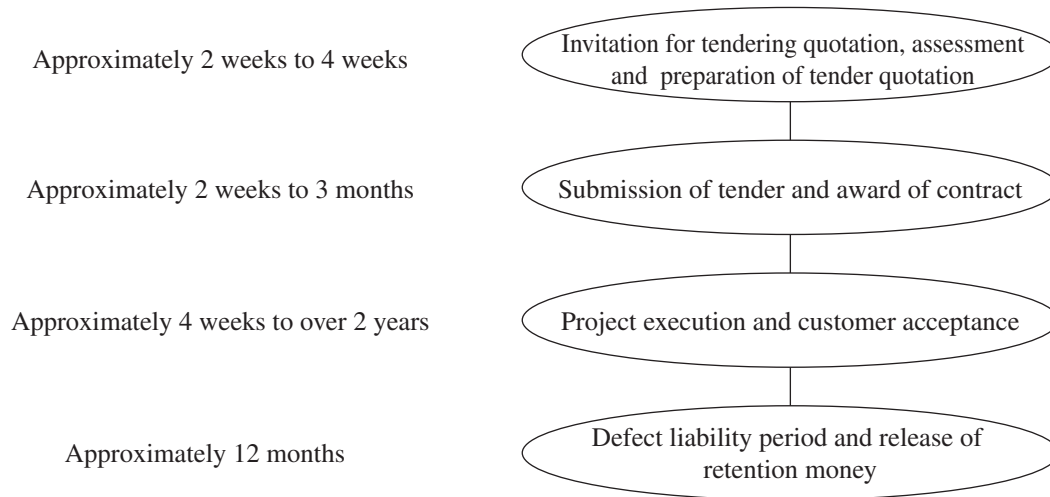 Approximately 2 weeks to 4 weeks
Invitation for tendering quotation, assessment
and preparation of tender quotation
Approximately 2 weeks to 3 months
Submission of tender and award of contract
Approximately 4 weeks to over 2 years
Project execution and customer acceptance
Approximately 12 months
Defect liability period and release of
retention money